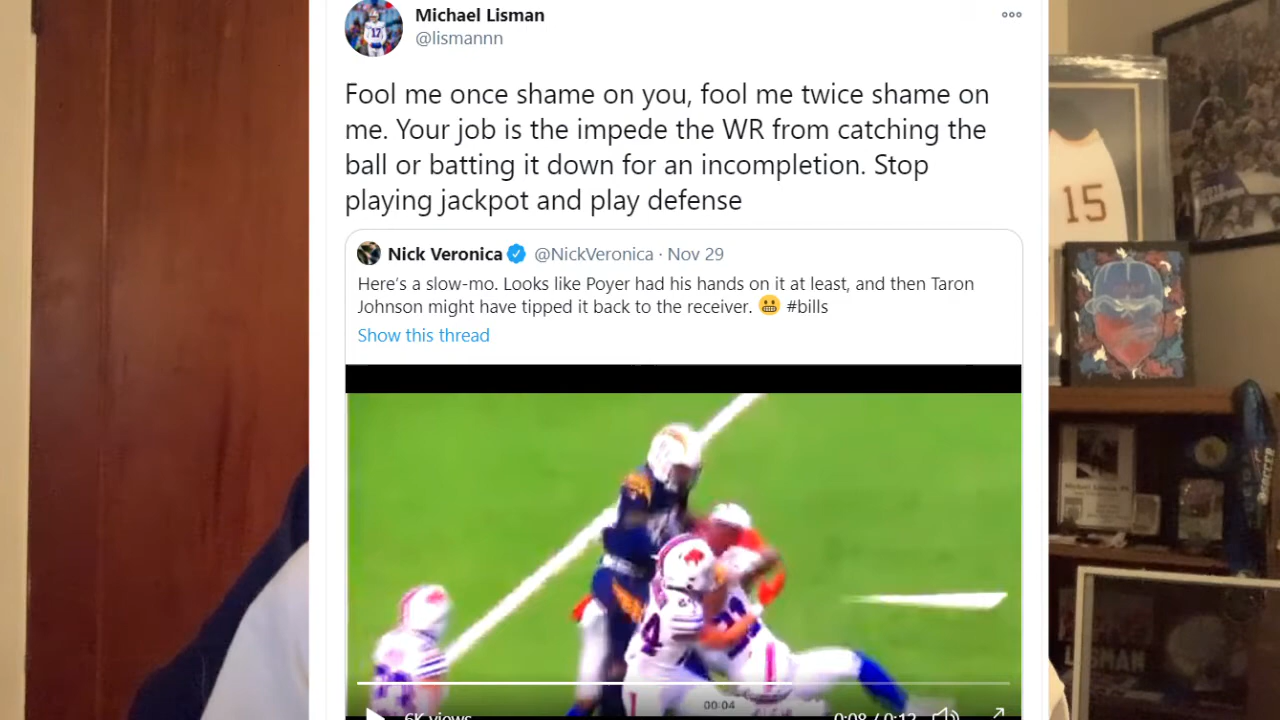 Michael Lisman
@lismannn
Fool me once shame on you, fool me twice shame on
me. Your job is the impede the WR from catching the
ball or batting it down for an incompletion. Stop
playing jackpot and play defense
Nick Veronica @NickVeronica · Nov 29
Here's a slow-mo. Looks like Poyer had his hands on it at least, and then Taron
Johnson might have tipped it back to the receiver. 😬 #bills
Show this thread
00:04
6K views
0:08 / 0:12
17
15
LISMAN